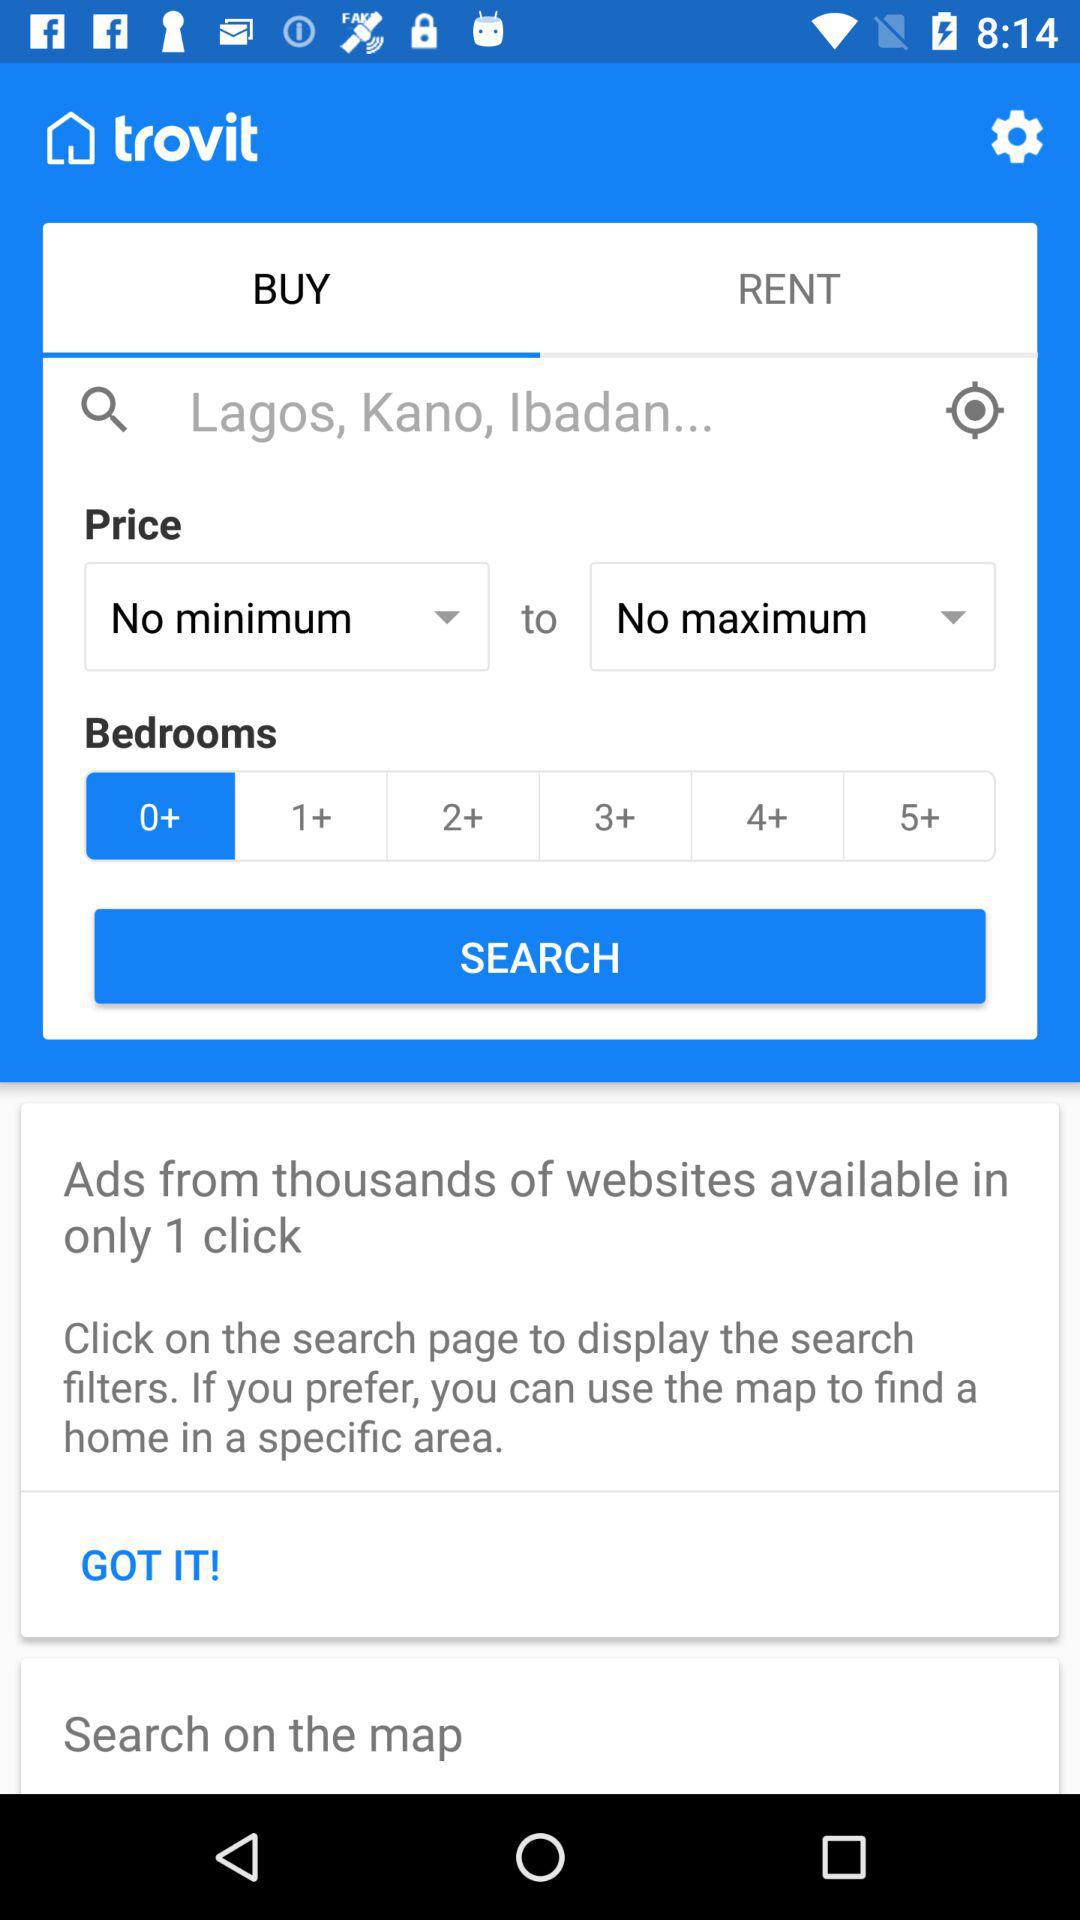 FAKE
8:14
trovit
BUY RENT
Lagos, Kano, Ibadan...
Price
No minimum to No maximum
Bedrooms
0+ 1+ 2+ 3+ 4+ 5+
SEARCH
Ads from thousands of websites available in
only 1 click
Click on the search page to display the search
filters. If you prefer, you can use the map to find a
home in a specific area.
GOT IT!
Search on the map